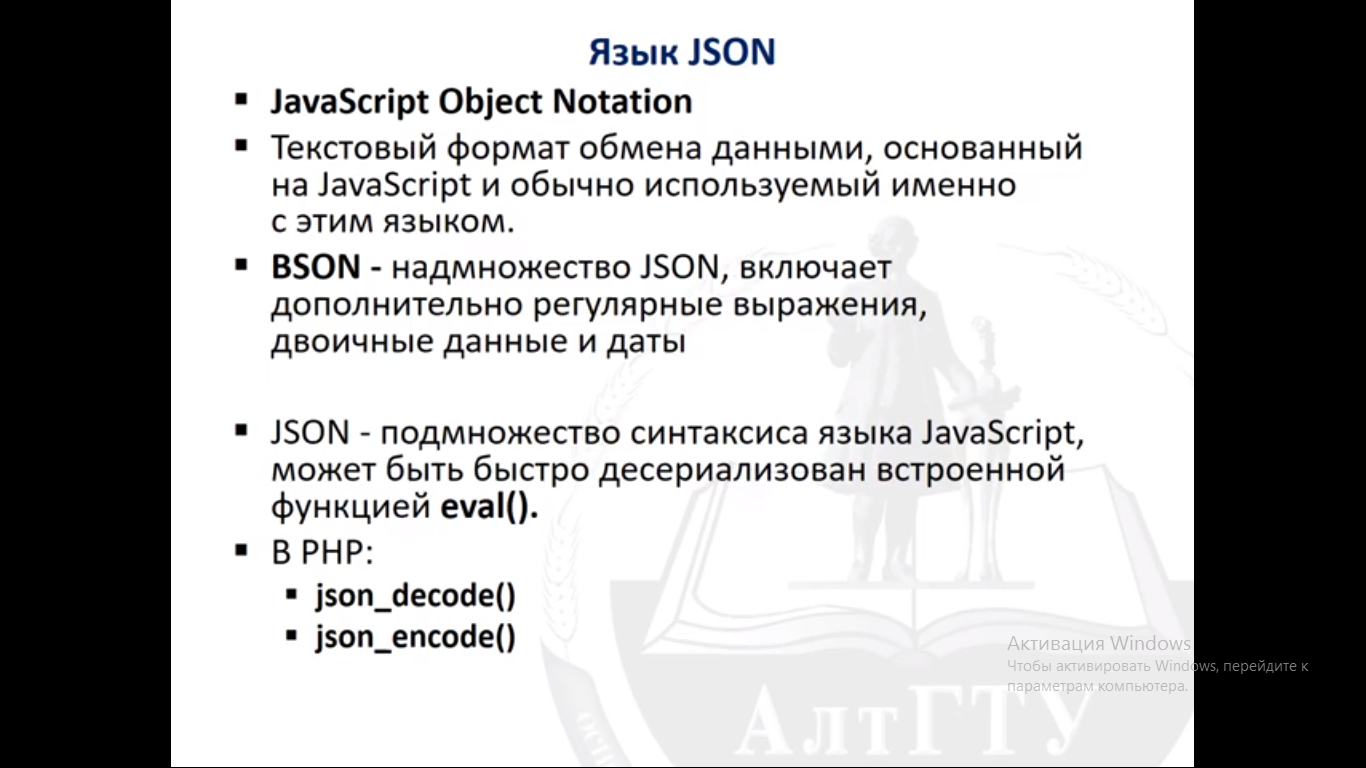 Язык JSON
▪ JavaScript Object Notation
▪ Текстовый формат обмена данными, основанный
на JavaScript и обычно используемый именно
с этим языком.
▪ BSON - надмножество JSON, включает
дополнительно регулярные выражения,
двоичные данные и даты
▪ JSON - подмножество синтаксиса языка JavaScript,
может быть быстро десериализован встроенной
функцией eval().
▪ В PHP:
▪ json_decode()
▪ json_encode()
Активация Windows
Чтобы активировать Windows, перейдите к
параметрам компьютера.
АлтГТУ